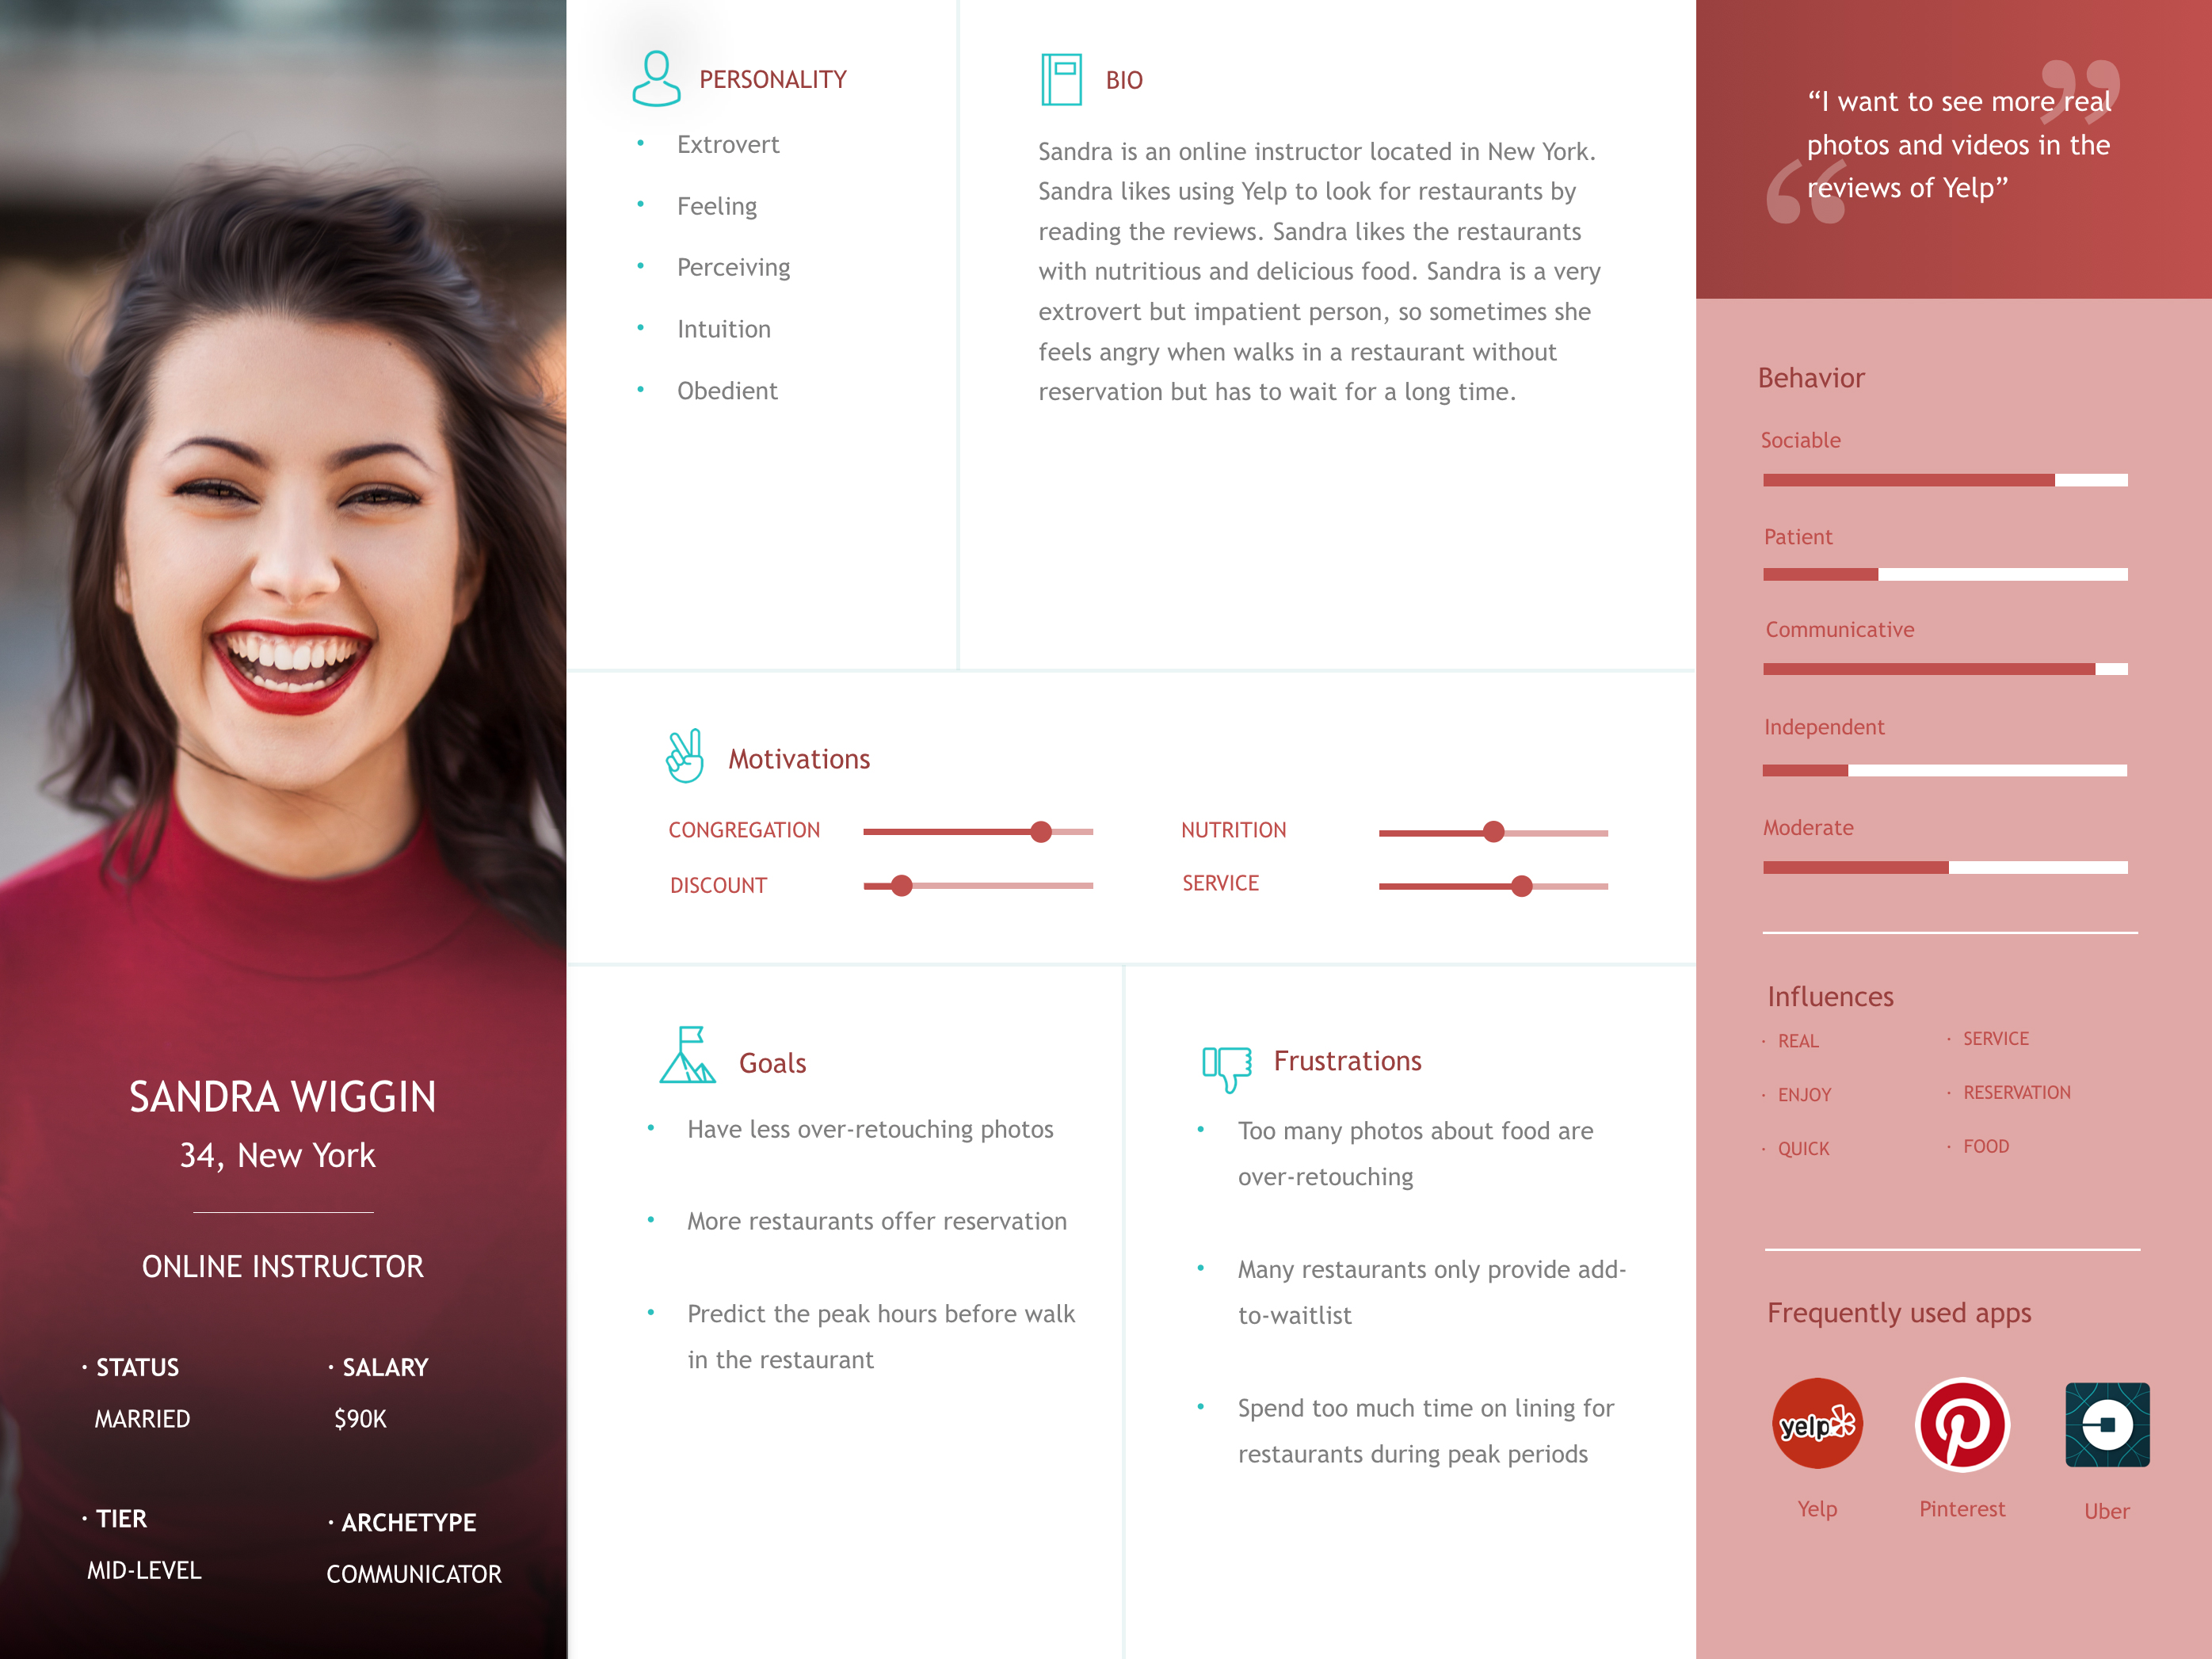 SANDRA WIGGIN
34, New York
ONLINE INSTRUCTOR
· STATUS
MARRIED
· SALARY
$90K
· TIER
MID-LEVEL
· ARCHETYPE
COMMUNICATOR
PERSONALITY
• Extrovert
• Feeling
• Perceiving
• Intuition
• Obedient
BIO
Sandra is an online instructor located in New York.
Sandra likes using Yelp to look for restaurants by
reading the reviews. Sandra likes the restaurants
with nutritious and delicious food. Sandra is a very
extrovert but impatient person, so sometimes she
feels angry when walks in a restaurant without
reservation but has to wait for a long time.
Motivations
CONGREGATION
DISCOUNT
NUTRITION
SERVICE
Goals
• Have less over-retouching photos
• More restaurants offer reservation
• Predict the peak hours before walk
in the restaurant
Frustrations
• Too many photos about food are
over-retouching
• Many restaurants only provide add-
to-waitlist
• Spend too much time on lining for
restaurants during peak periods
“I want to see more real
photos and videos in the
reviews of Yelp”
Behavior
Sociable
Patient
Communicative
Independent
Moderate
Influences
· REAL
· ENJOY
· QUICK
· SERVICE
· RESERVATION
· FOOD
Frequently used apps
yelp
Yelp
Pinterest
Uber